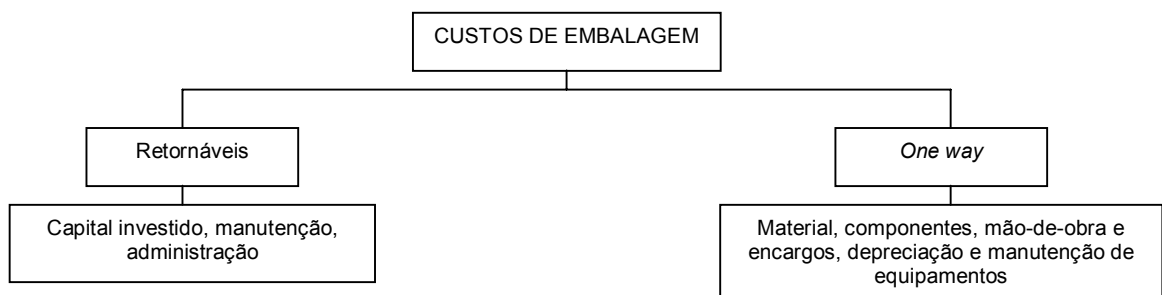 CUSTOS DE EMBALAGEM
Retornáveis
One way
Capital investido, manutenção,
administração
Material, componentes, mão-de-obra e
encargos, depreciação e manutenção de
equipamentos